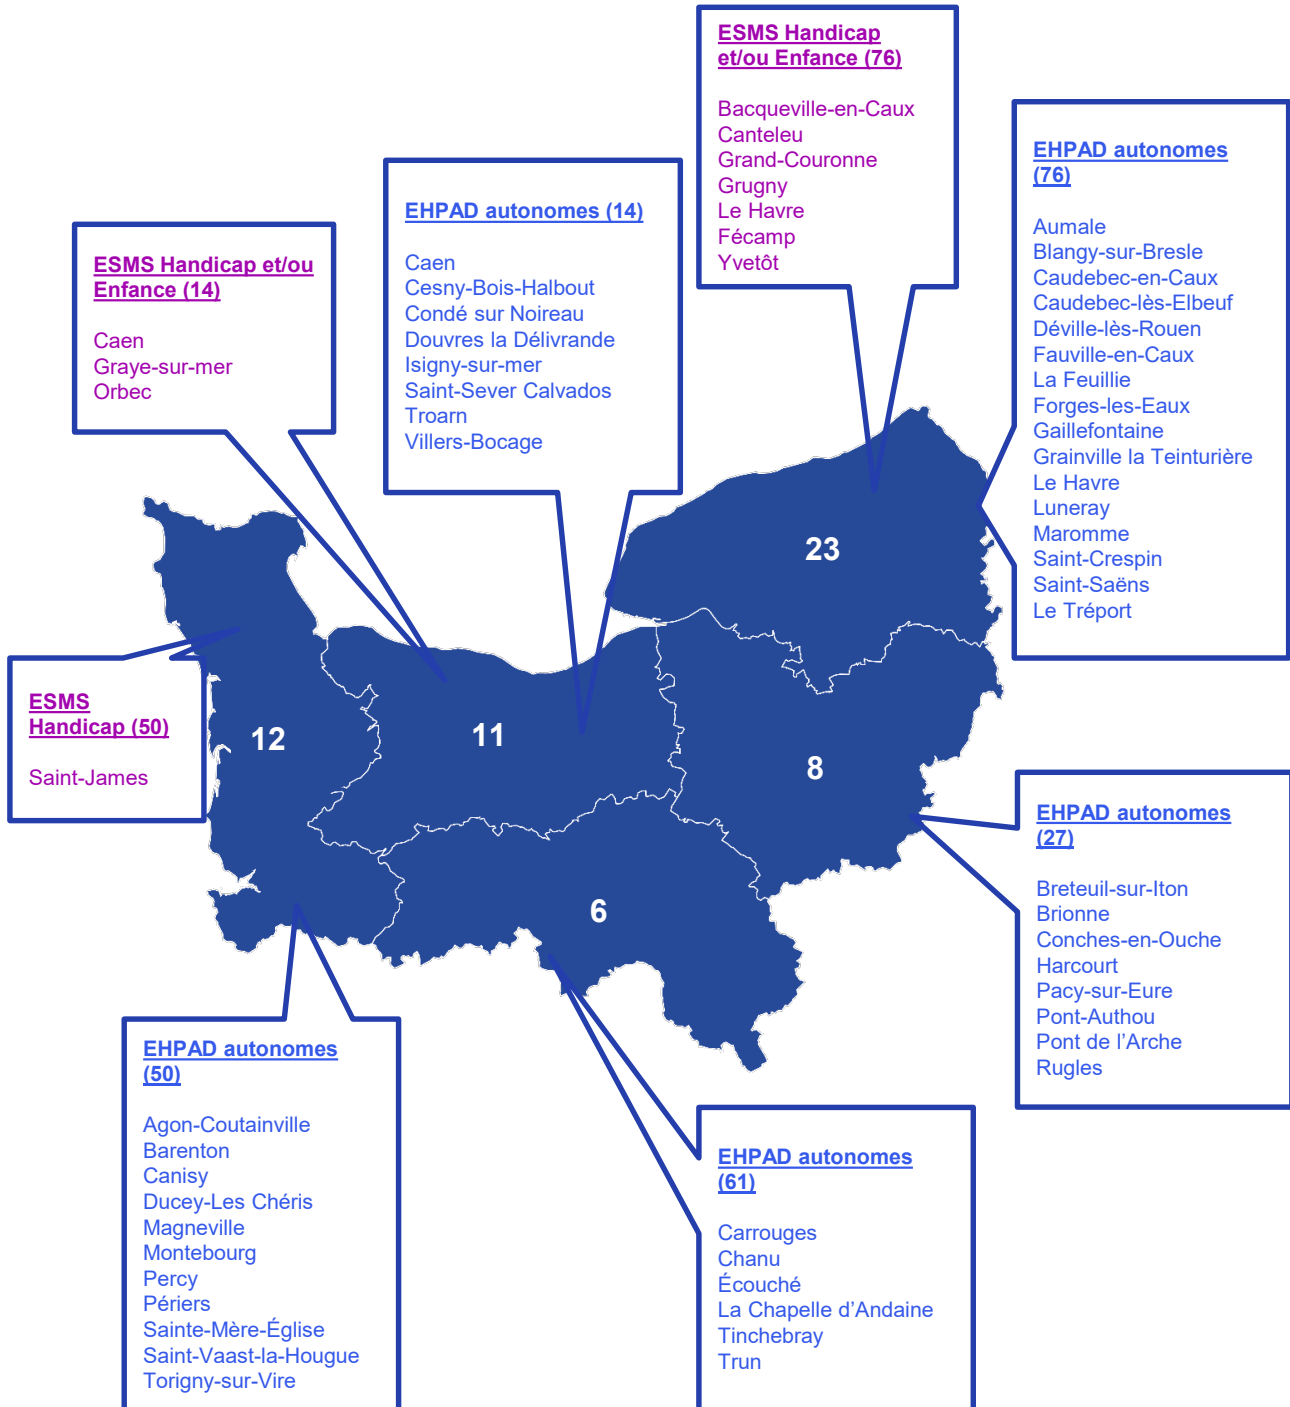 ESMS Handicap
et/ou Enfance (76)
Bacqueville-en-Caux
Canteleu
Grand-Couronne
Grugny
Le Havre
Fécamp
Yvetôt
EHPAD autonomes
(76)
Aumale
Blangy-sur-Bresle
Caudebec-en-Caux
Caudebec-lès-Elbeuf
Déville-lès-Rouen
Fauville-en-Caux
La Feuillie
Forges-les-Eaux
Gaillefontaine
Grainville la Teinturière
Le Havre
Luneray
Maromme
Saint-Crespin
Saint-Saëns
Le Tréport
EHPAD autonomes (14)
Caen
Cesny-Bois-Halbout
Condé sur Noireau
Douvres la Délivrande
Isigny-sur-mer
Saint-Sever Calvados
Troarn
Villers-Bocage
ESMS Handicap et/ou
Enfance (14)
Caen
Graye-sur-mer
Orbec
23
ESMS
Handicap (50)
Saint-James
12
11
8
6
EHPAD autonomes
(27)
Breteuil-sur-Iton
Brionne
Conches-en-Ouche
Harcourt
Pacy-sur-Eure
Pont-Authou
Pont de l’Arche
Rugles
EHPAD autonomes
(50)
Agon-Coutainville
Barenton
Canisy
Ducey-Les Chéris
Magneville
Montebourg
Percy
Périers
Sainte-Mère-Église
Saint-Vaast-la-Hougue
Torigny-sur-Vire
EHPAD autonomes
(61)
Carrouges
Chanu
Écouché
La Chapelle d’Andaine
Tinchebray
Trun